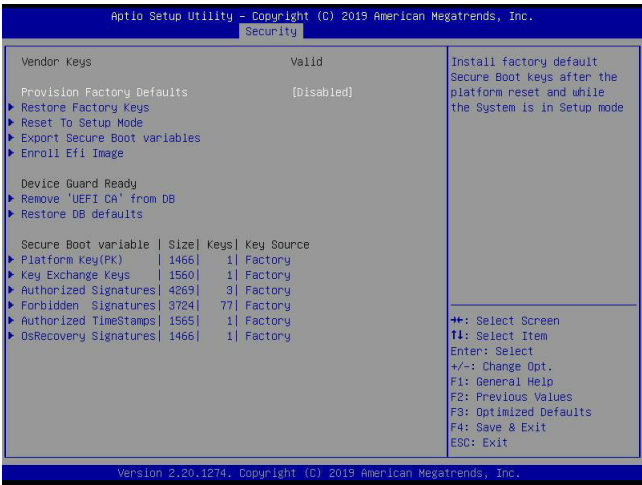 Aptio Setup Utility – Copyright (C) 2019 American Megatrends, Inc.
Security
Vendor Keys Valid
Provision Factory Defaults [Disabled]
▶ Restore Factory Keys
▶ Reset To Setup Mode
▶ Export Secure Boot variables
▶ Enroll Efi Image
Device Guard Ready
▶ Remove 'UEFI CA' from DB
▶ Restore DB defaults
Secure Boot variable | Size| Keys| Key Source
▶ Platform Key(PK) | 1466| 1| Factory
▶ Key Exchange Keys | 1560| 1| Factory
▶ Authorized Signatures| 4269| 3| Factory
▶ Forbidden Signatures| 3724| 77| Factory
▶ Authorized TimeStamps| 1565| 1| Factory
▶ OsRecovery Signatures| 1466| 1| Factory
Install factory default
Secure Boot keys after the
platform reset and while
the System is in Setup mode
→←: Select Screen
↑↓: Select Item
Enter: Select
+/-: Change Opt.
F1: General Help
F2: Previous Values
F3: Optimized Defaults
F4: Save & Exit
ESC: Exit
Version 2.20.1274. Copyright (C) 2019 American Megatrends, Inc.